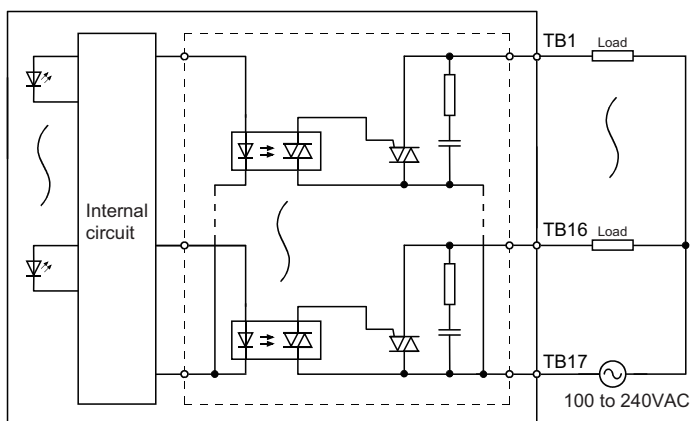 TB1
Load
Internal
circuit
TB16
Load
TB17
100 to 240VAC